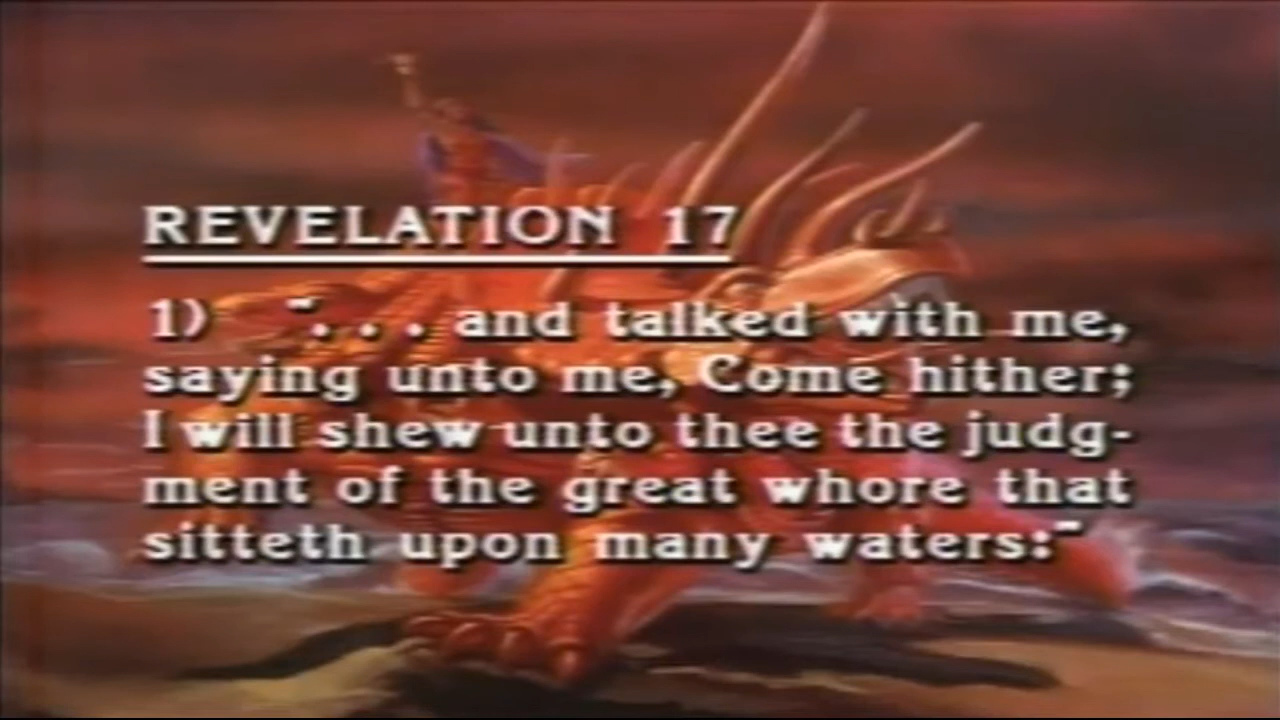 REVELATION 17
1) ". . . and talked with me,
saying unto me, Come hither;
I will shew unto thee the judg-
ment of the great whore that
sitteth upon many waters:"